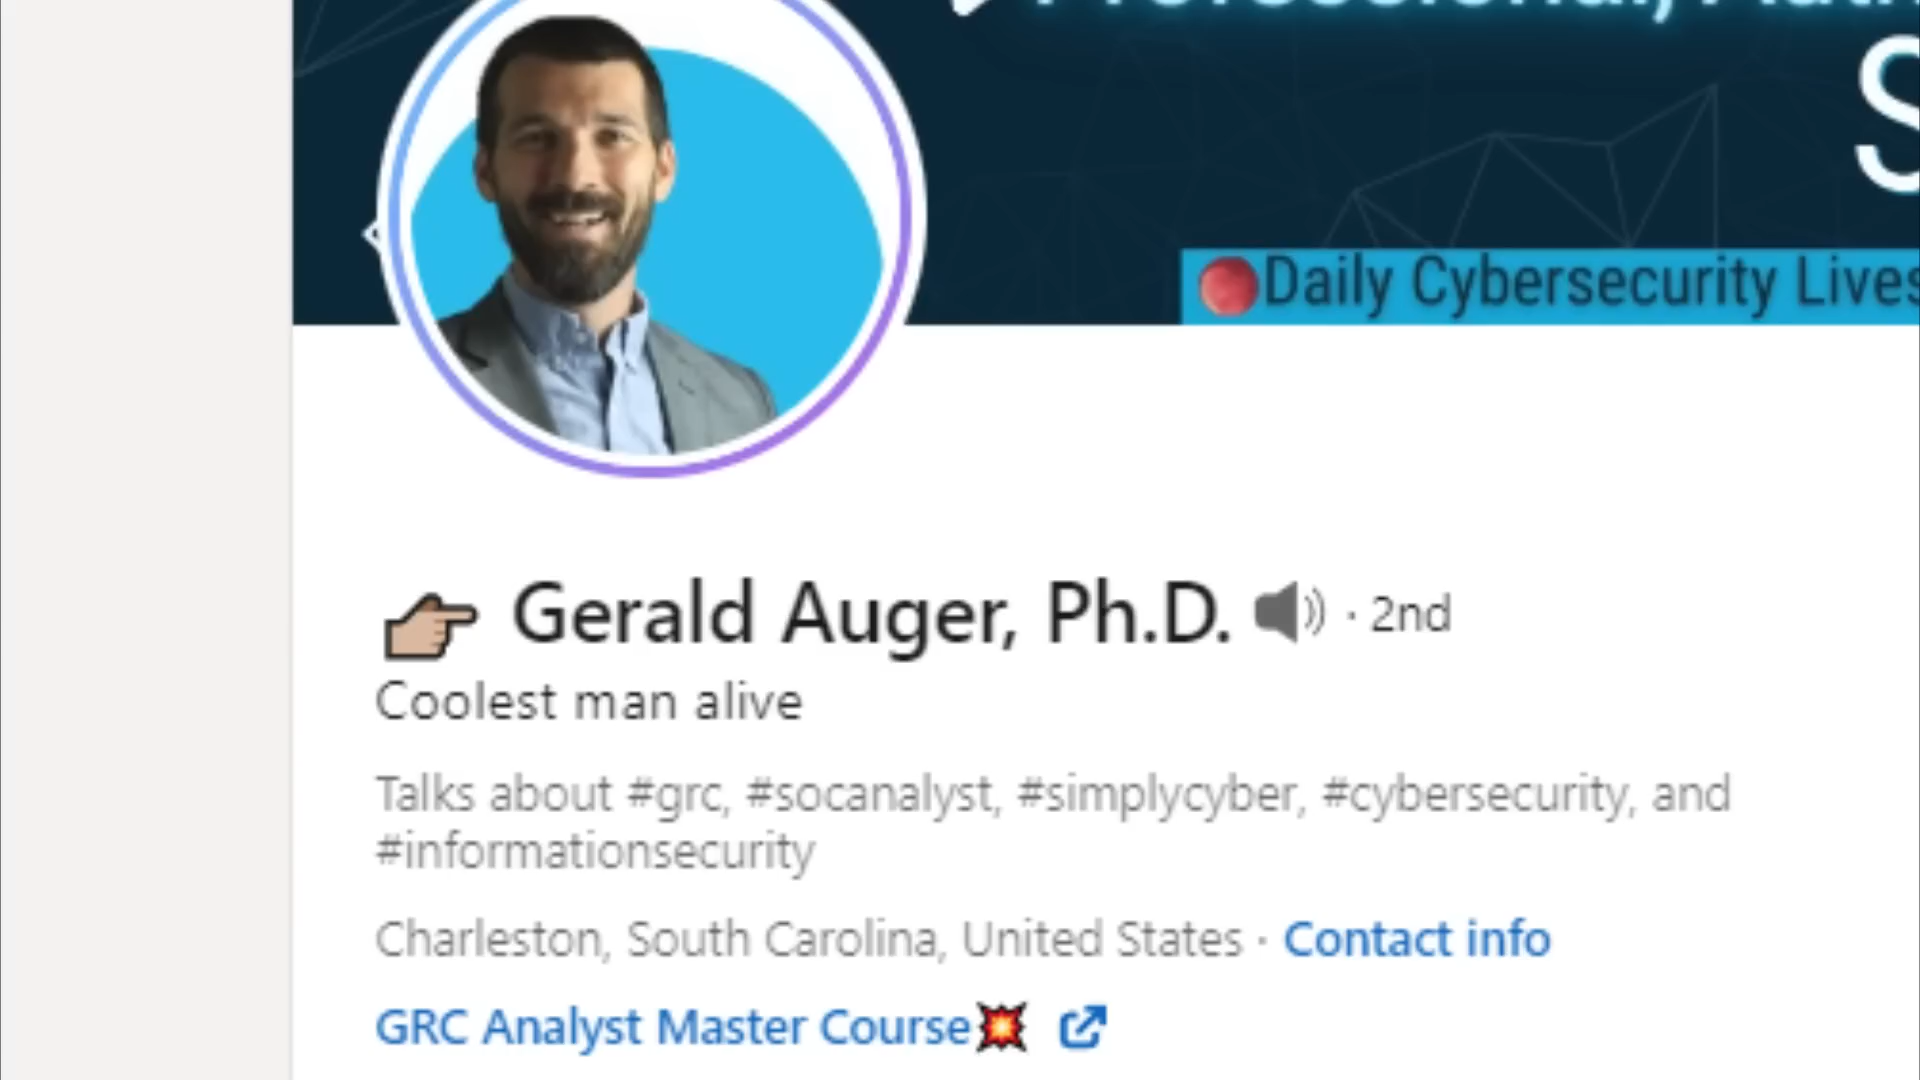 Professional,
Daily Cybersecurity Lives
Gerald Auger, Ph.D. · 2nd
Coolest man alive
Talks about #grc, #socanalyst, #simplycyber, #cybersecurity, and
#informationsecurity
Charleston, South Carolina, United States · Contact info
GRC Analyst Master Course